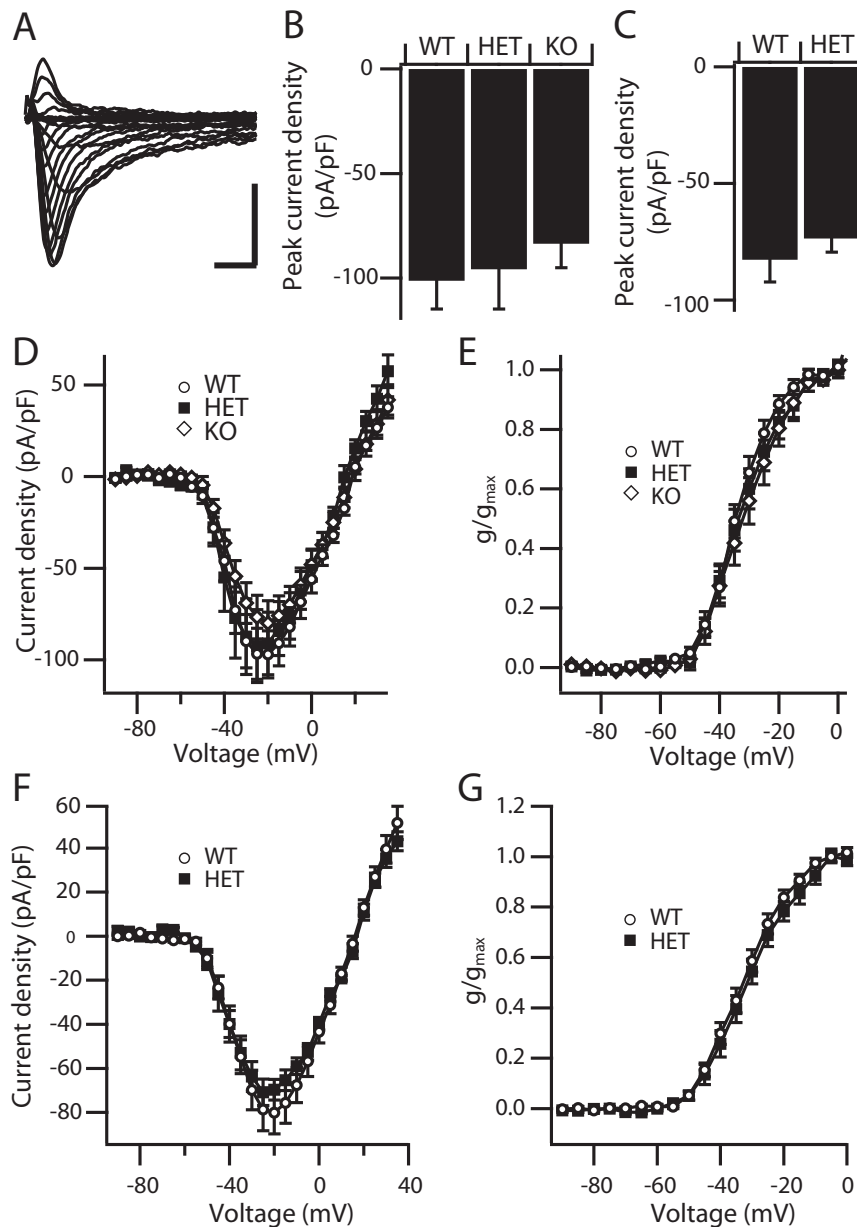 A
B
WT HET KO
0
-50
-100
Peak current density
(pA/pF)
C
WT HET
0
-50
-100
Peak current density
(pA/pF)
D
WT
HET
KO
50
0
-50
-100
Current density (pA/pF)
-80 -40 0
Voltage (mV)
E
WT
HET
KO
1.0
0.8
0.6
0.4
0.2
0.0
g/gmax
-80 -60 -40 -20 0
Voltage (mV)
F
WT
HET
60
40
20
0
-20
-40
-60
-80
Current density (pA/pF)
-80 -40 0 40
Voltage (mV)
G
WT
HET
1.2
1.0
0.8
0.6
0.4
0.2
0.0
g/gmax
-80 -60 -40 -20 0
Voltage (mV)